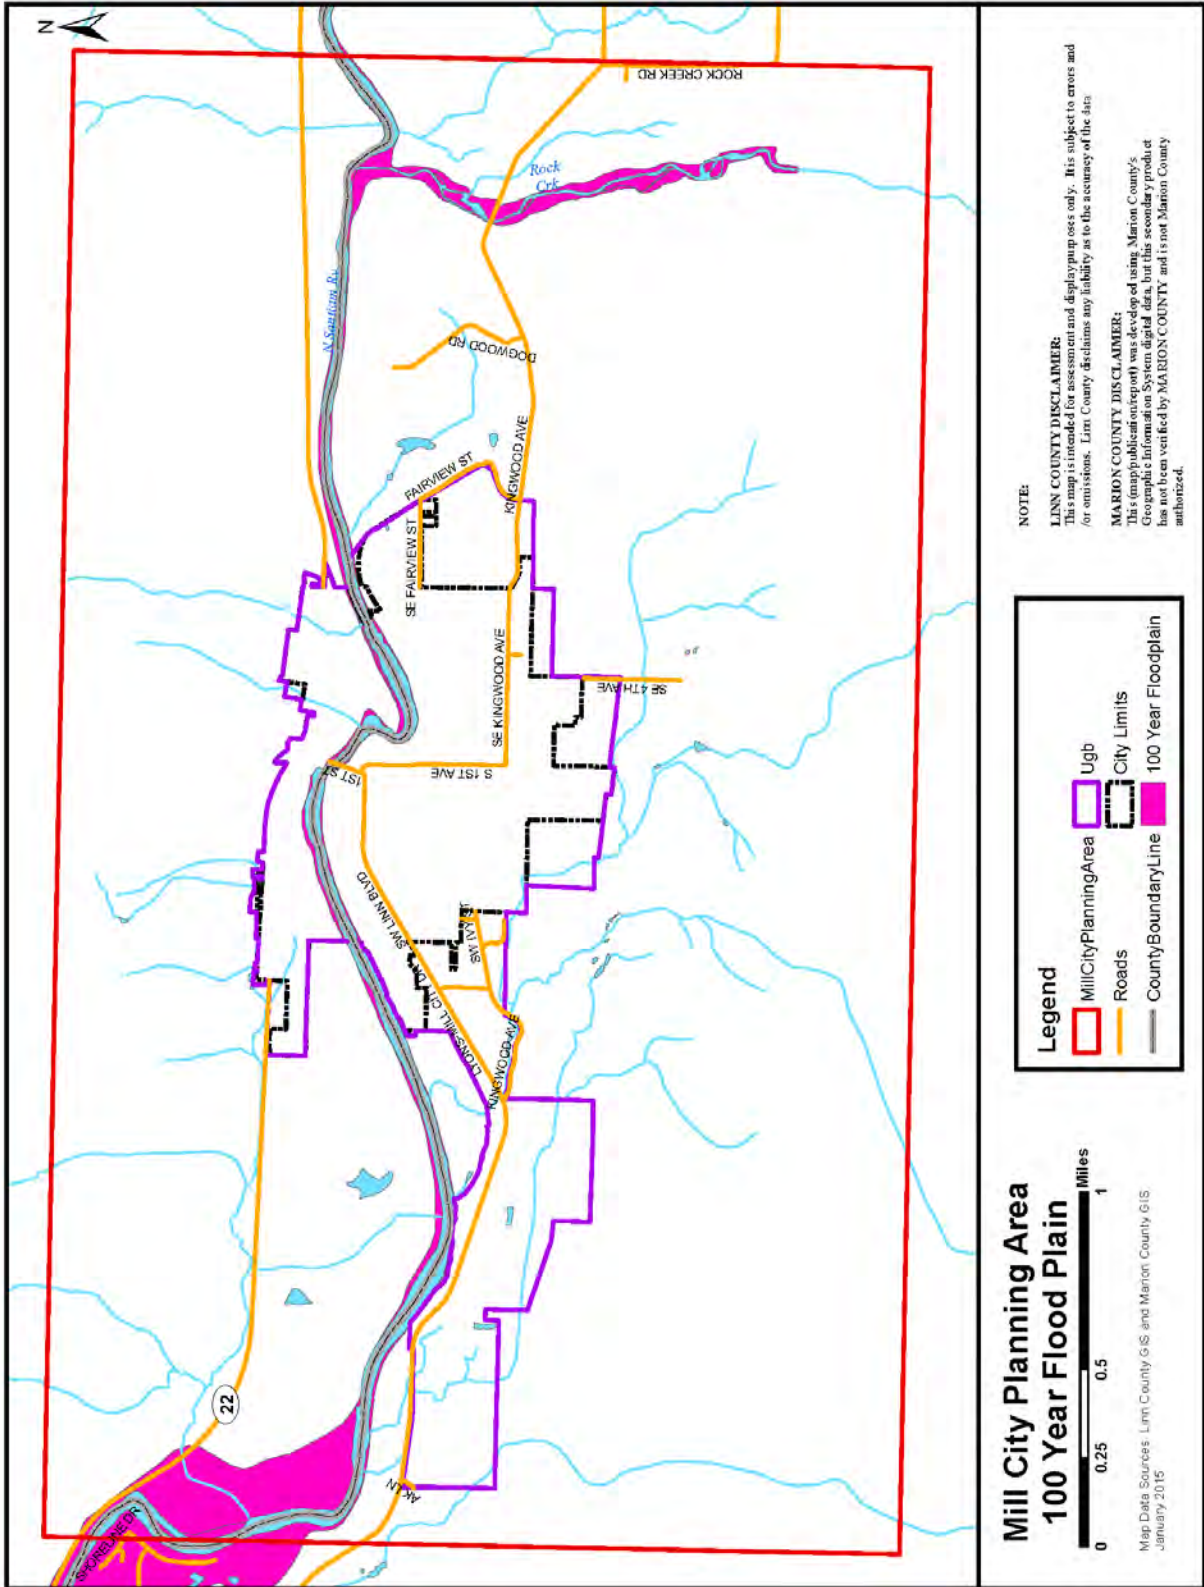 N
ROCK CREEK RD
Rock
Crk
N Santiam Rv
DOGWOOD RD
KINGWOOD AVE
FAIRVIEW ST
SE FAIRVIEW ST
SE KINGWOOD AVE
SE 4TH AVE
S 1ST AVE
1ST ST
SW LINN BLVD
LYONS-MILL CITY DR
KINGWOOD AVE
22
SHORELINE DR
Mill City Planning Area
100 Year Flood Plain
0 0.25 0.5 1 Miles
Map Data Sources: Linn County GIS and Marion County GIS
January 2015
Legend
MillCityPlanningArea
Roads
CountyBoundaryLine
Ugb
City Limits
100 Year Floodplain
NOTE:
LINN COUNTY DISCLAIMER:
This map is intended for assessment and display purposes only. It is subject to errors and
/or omissions. Linn County disclaims any liability as to the accuracy of the data
MARION COUNTY DISCLAIMER:
This (map/publication/report) was developed using Marion County's
Geographic Information System digital data, but this secondary product
has not been verified by MARION COUNTY and is not Marion County
authorized.